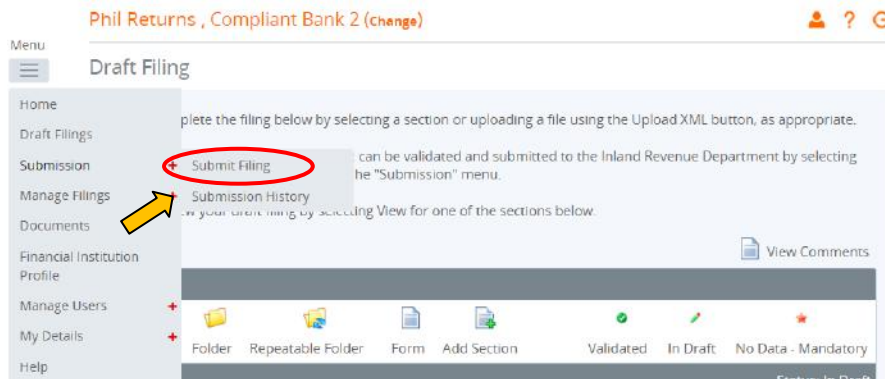 Phil Returns , Compliant Bank 2 (Change)
?
Menu
Draft Filing
Home
Draft Filings
Submission
Manage Filings
Documents
Financial Institution
Profile
Manage Users
My Details
Help
Submit Filing
Submission History
plete the filing below by selecting a section or uploading a file using the Upload XML button, as appropriate.
can be validated and submitted to the Inland Revenue Department by selecting
he "Submission" menu.
your draft filing by selecting View for one of the sections below.
View Comments
Folder Repeatable Folder Form Add Section Validated In Draft No Data - Mandatory
Status: In Draft